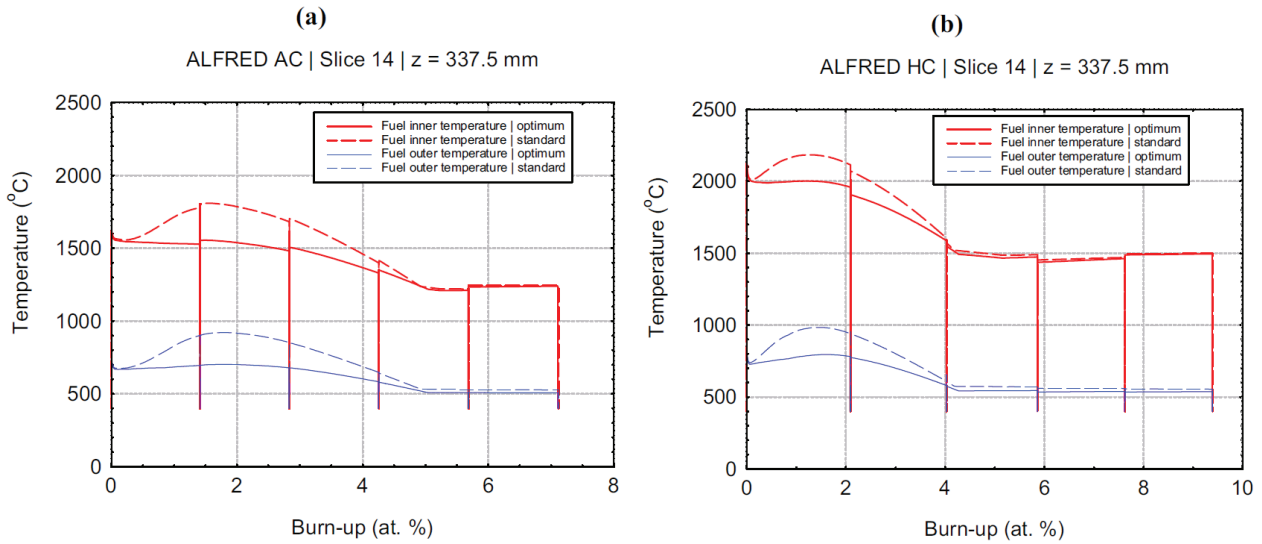 (a)
ALFRED AC | Slice 14 | z = 337.5 mm
2500
2000
1500
1000
500
0
Temperature (°C)
Fuel inner temperature | optimum
Fuel inner temperature | standard
Fuel outer temperature | optimum
Fuel outer temperature | standard
0 2 4 6 8
Burn-up (at. %)
(b)
ALFRED HC | Slice 14 | z = 337.5 mm
2500
2000
1500
1000
500
0
Temperature (°C)
Fuel inner temperature | optimum
Fuel inner temperature | standard
Fuel outer temperature | optimum
Fuel outer temperature | standard
0 2 4 6 8 10
Burn-up (at. %)